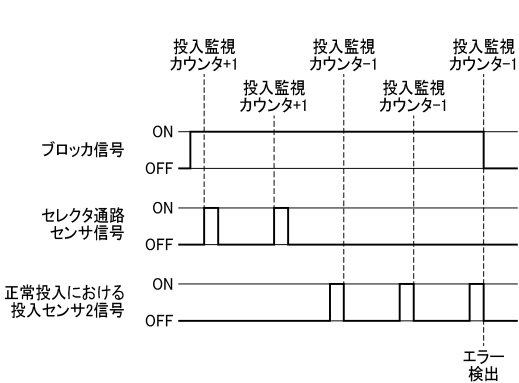 投入監視
カウンタ+1
投入監視
カウンタ-1
投入監視
カウンタ-1
投入監視
カウンタ+1
投入監視
カウンタ-1
ブロッカ信号
ON
OFF
セレクタ通路
センサ信号
ON
OFF
正常投入における
投入センサ2信号
ON
OFF
エラー
検出